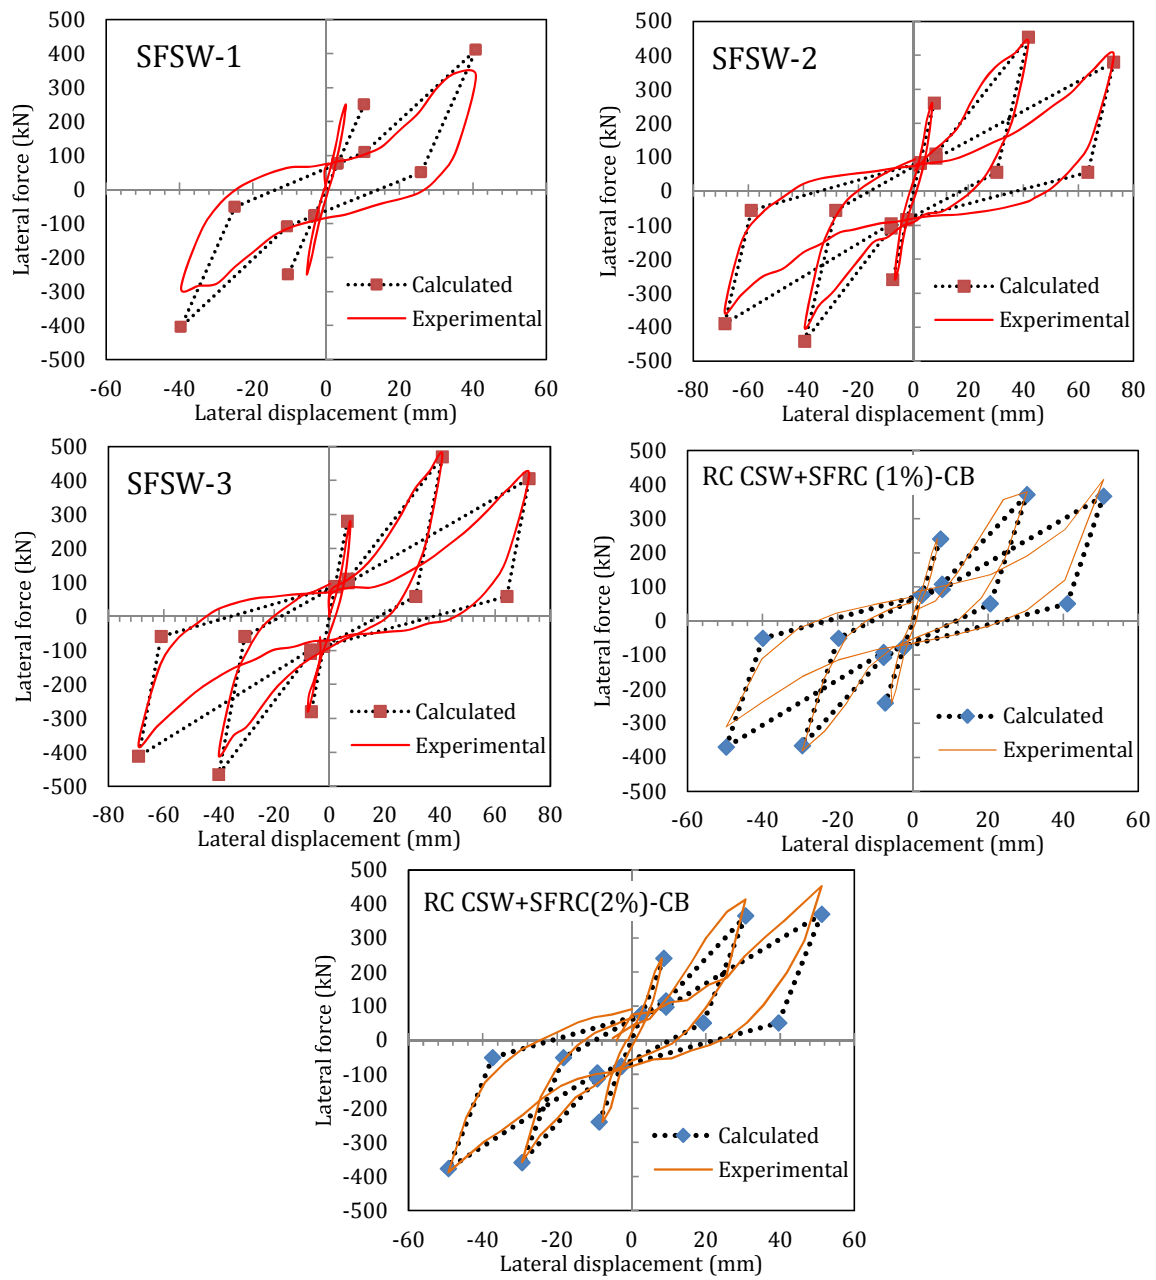 SFSW-1
Lateral force (kN)
500
400
300
200
100
0
-100
-200
-300
-400
-500
Calculated
Experimental
-60 -40 -20 0 20 40 60
Lateral displacement (mm)
SFSW-2
Lateral force (kN)
500
400
300
200
100
0
-100
-200
-300
-400
-500
Calculated
Experimental
-80 -60 -40 -20 0 20 40 60 80
Lateral displacement (mm)
SFSW-3
Lateral force (kN)
500
400
300
200
100
0
-100
-200
-300
-400
-500
Calculated
Experimental
-80 -60 -40 -20 0 20 40 60 80
Lateral displacement (mm)
RC CSW+SFRC (1%)-CB
Lateral force (kN)
500
400
300
200
100
0
-100
-200
-300
-400
-500
Calculated
Experimental
-60 -40 -20 0 20 40 60
Lateral displacement (mm)
RC CSW+SFRC(2%)-CB
Lateral force (kN)
500
400
300
200
100
0
-100
-200
-300
-400
-500
Calculated
Experimental
-60 -40 -20 0 20 40 60
Lateral displacement (mm)